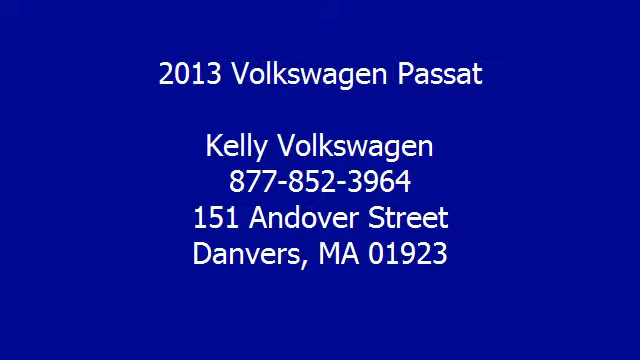 2013 Volkswagen Passat
Kelly Volkswagen
877-852-3964
151 Andover Street
Danvers, MA 01923